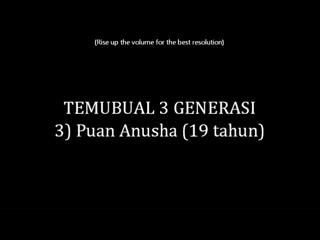 (Rise up the volume for the best resolution)
TEMUBUAL 3 GENERASI
3) Puan Anusha (19 tahun)